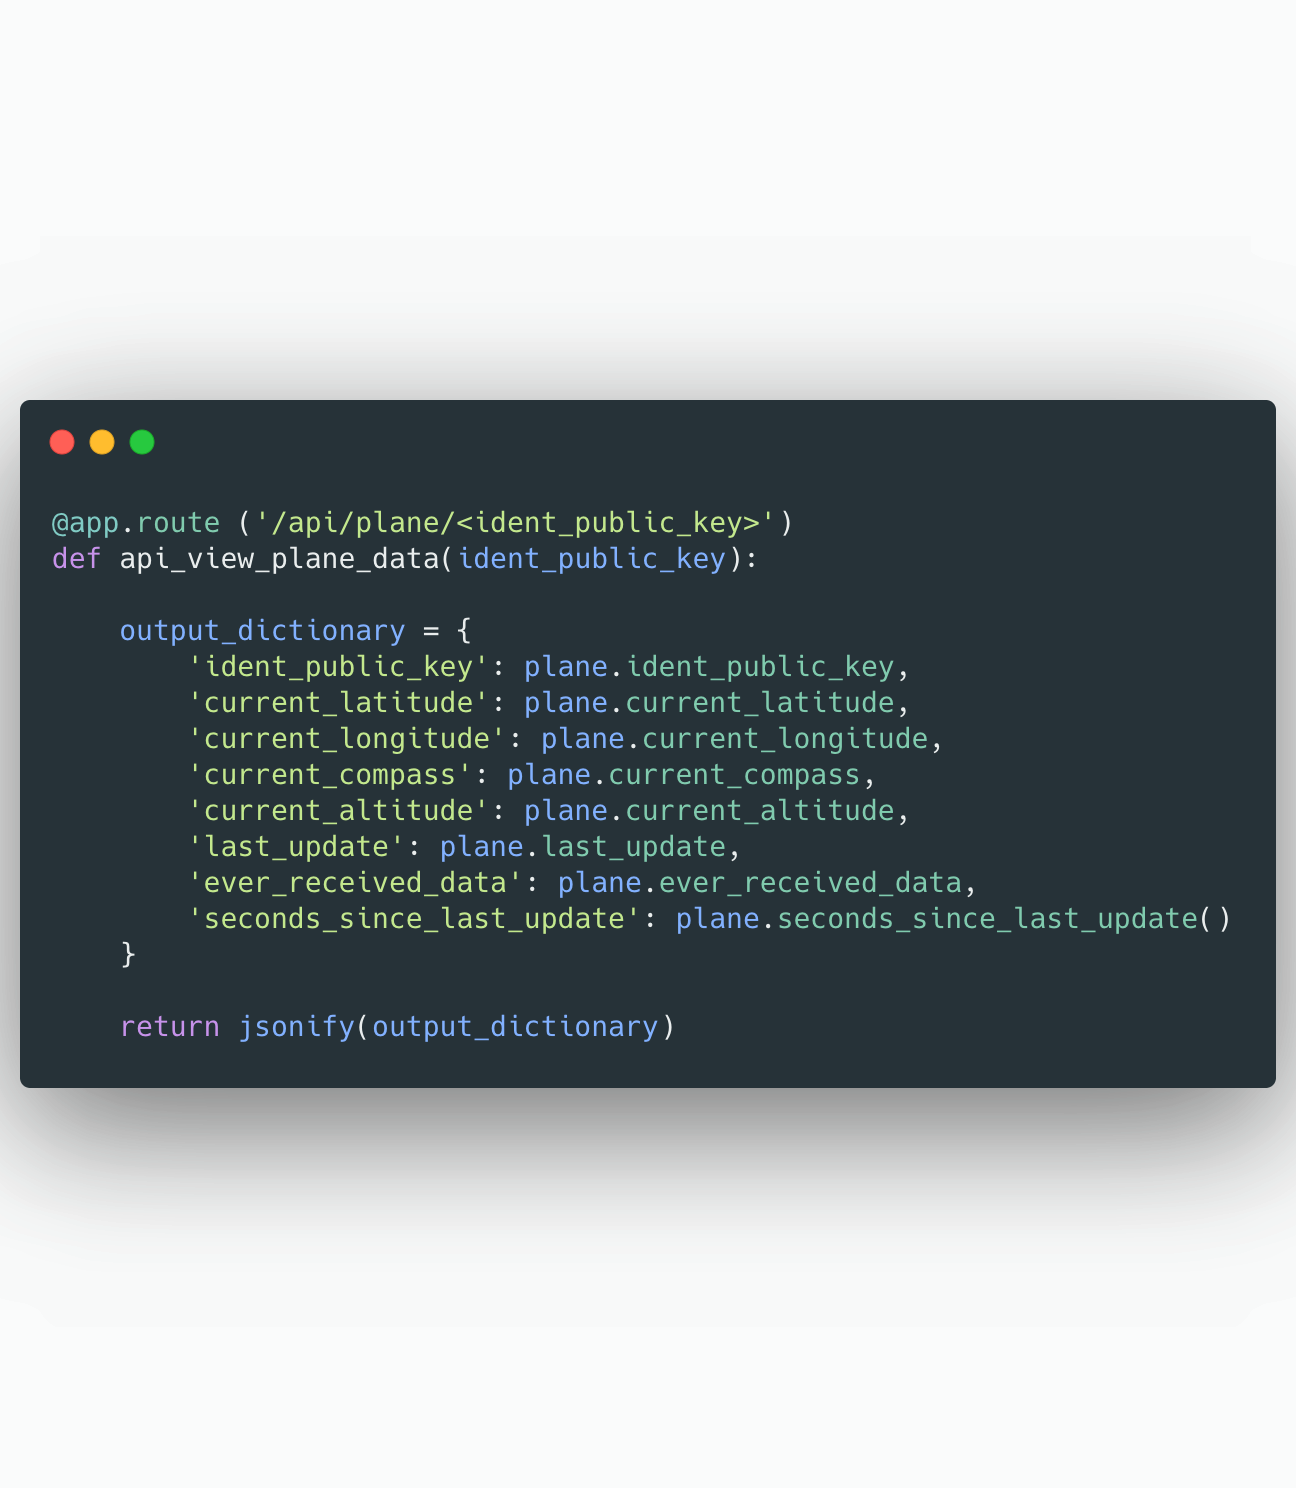 @app.route ('/api/plane/<ident_public_key>')
def api_view_plane_data(ident_public_key):

    output_dictionary = {
        'ident_public_key': plane.ident_public_key,
        'current_latitude': plane.current_latitude,
        'current_longitude': plane.current_longitude,
        'current_compass': plane.current_compass,
        'current_altitude': plane.current_altitude,
        'last_update': plane.last_update,
        'ever_received_data': plane.ever_received_data,
        'seconds_since_last_update': plane.seconds_since_last_update()
    }

    return jsonify(output_dictionary)